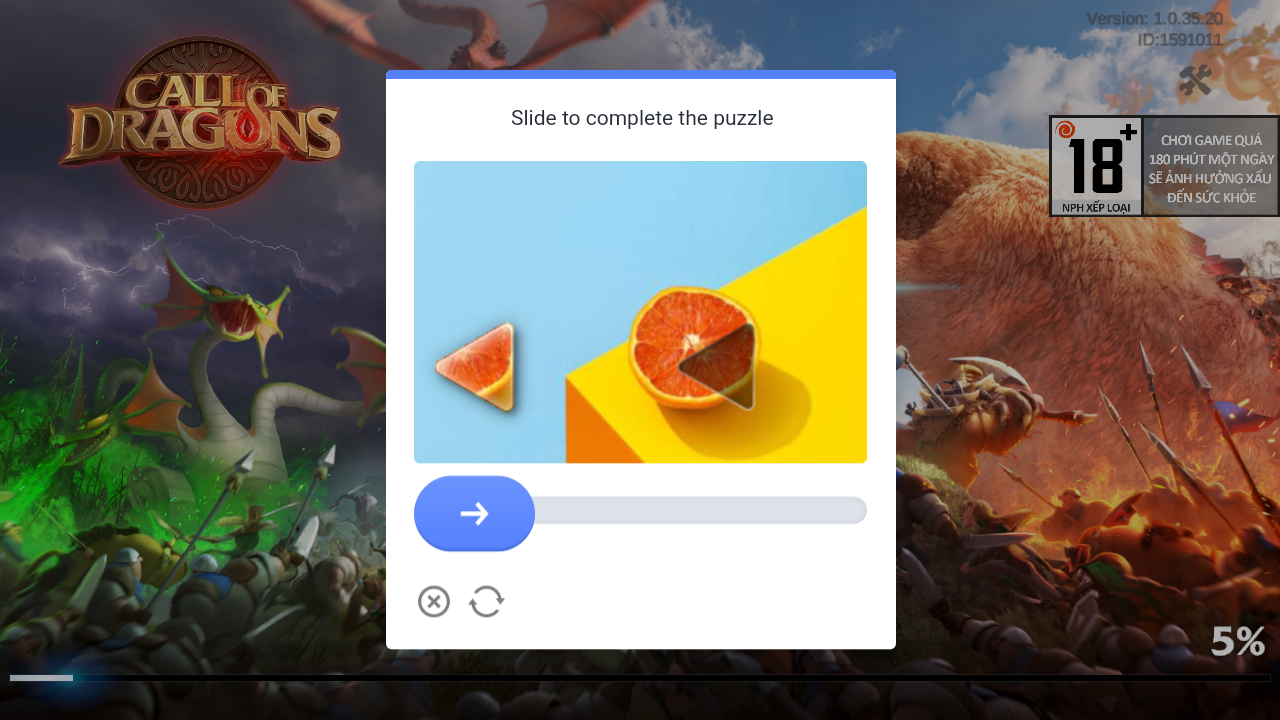 Version: 1.0.35.20
ID:1591011
CALL OF
DRAGONS
Slide to complete the puzzle
18+
NPH XẾP LOẠI
CHƠI GAME QUÁ
180 PHÚT MỘT NGÀY
SẼ ẢNH HƯỞNG XẤU
ĐẾN SỨC KHỎE
5%